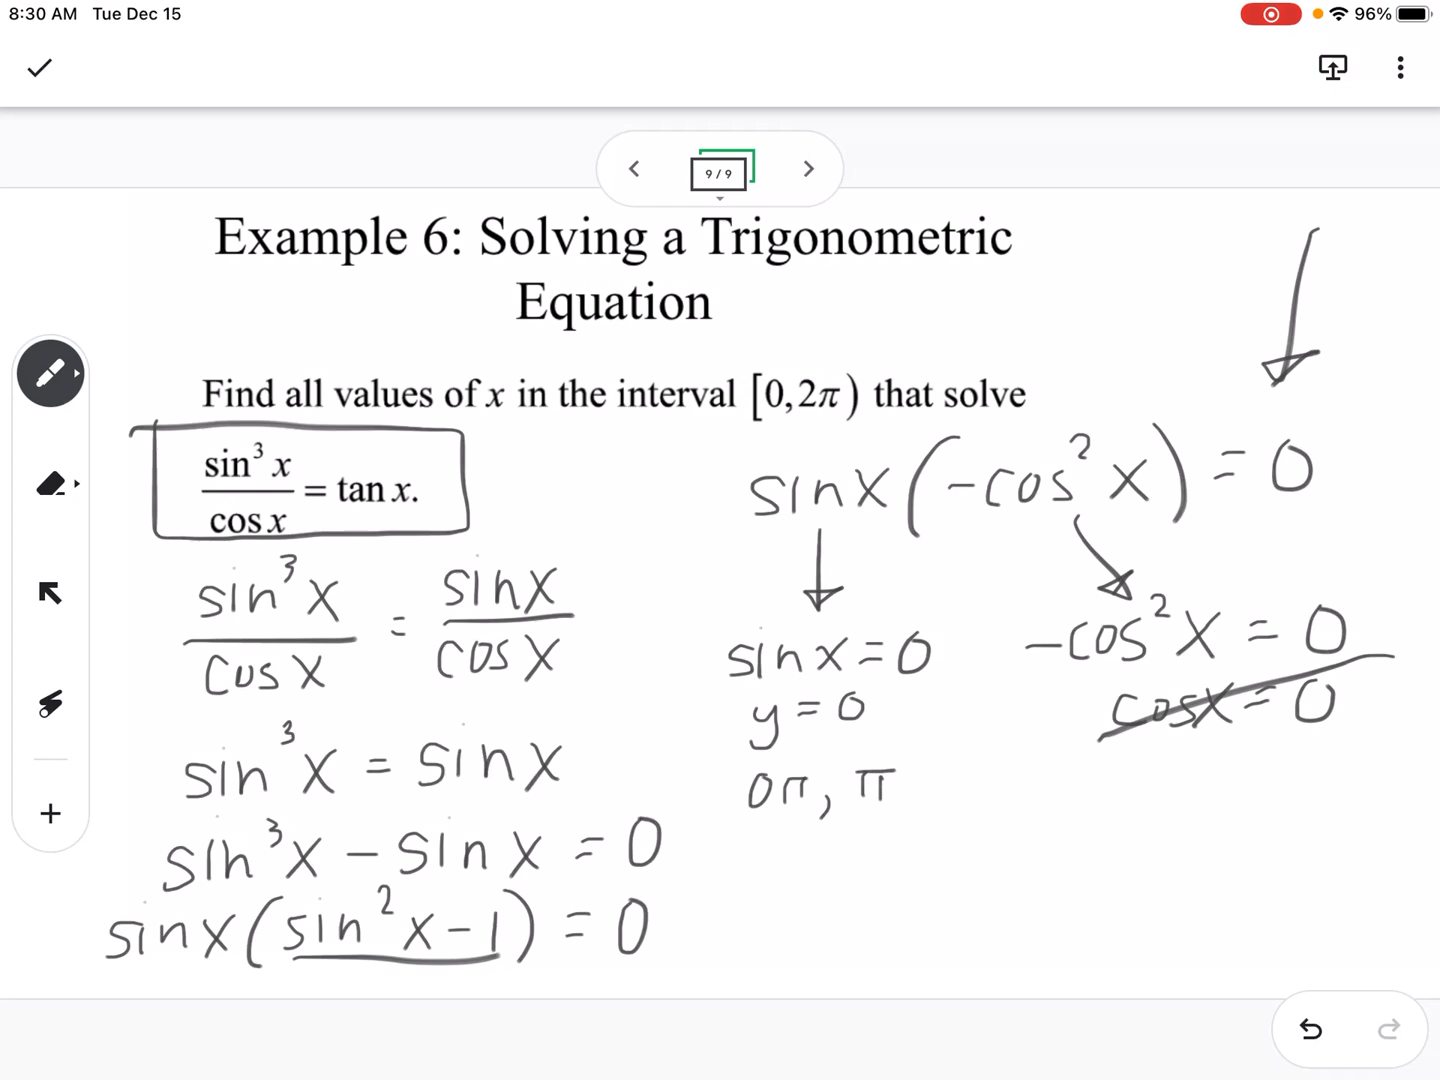 8:30 AM Tue Dec 15
96%
9 / 9
Example 6: Solving a Trigonometric
Equation
Find all values of x in the interval [0,2π) that solve
sin³ x / cos x = tan x.
sin³x / cos x = sinx / cos x
sin³x = sinx
sin³x − sin x = 0
sinx(sin²x−1) = 0
sinx(−cos²x) = 0
sinx=0
y=0
0π, π
−cos²x = 0
cosx=0